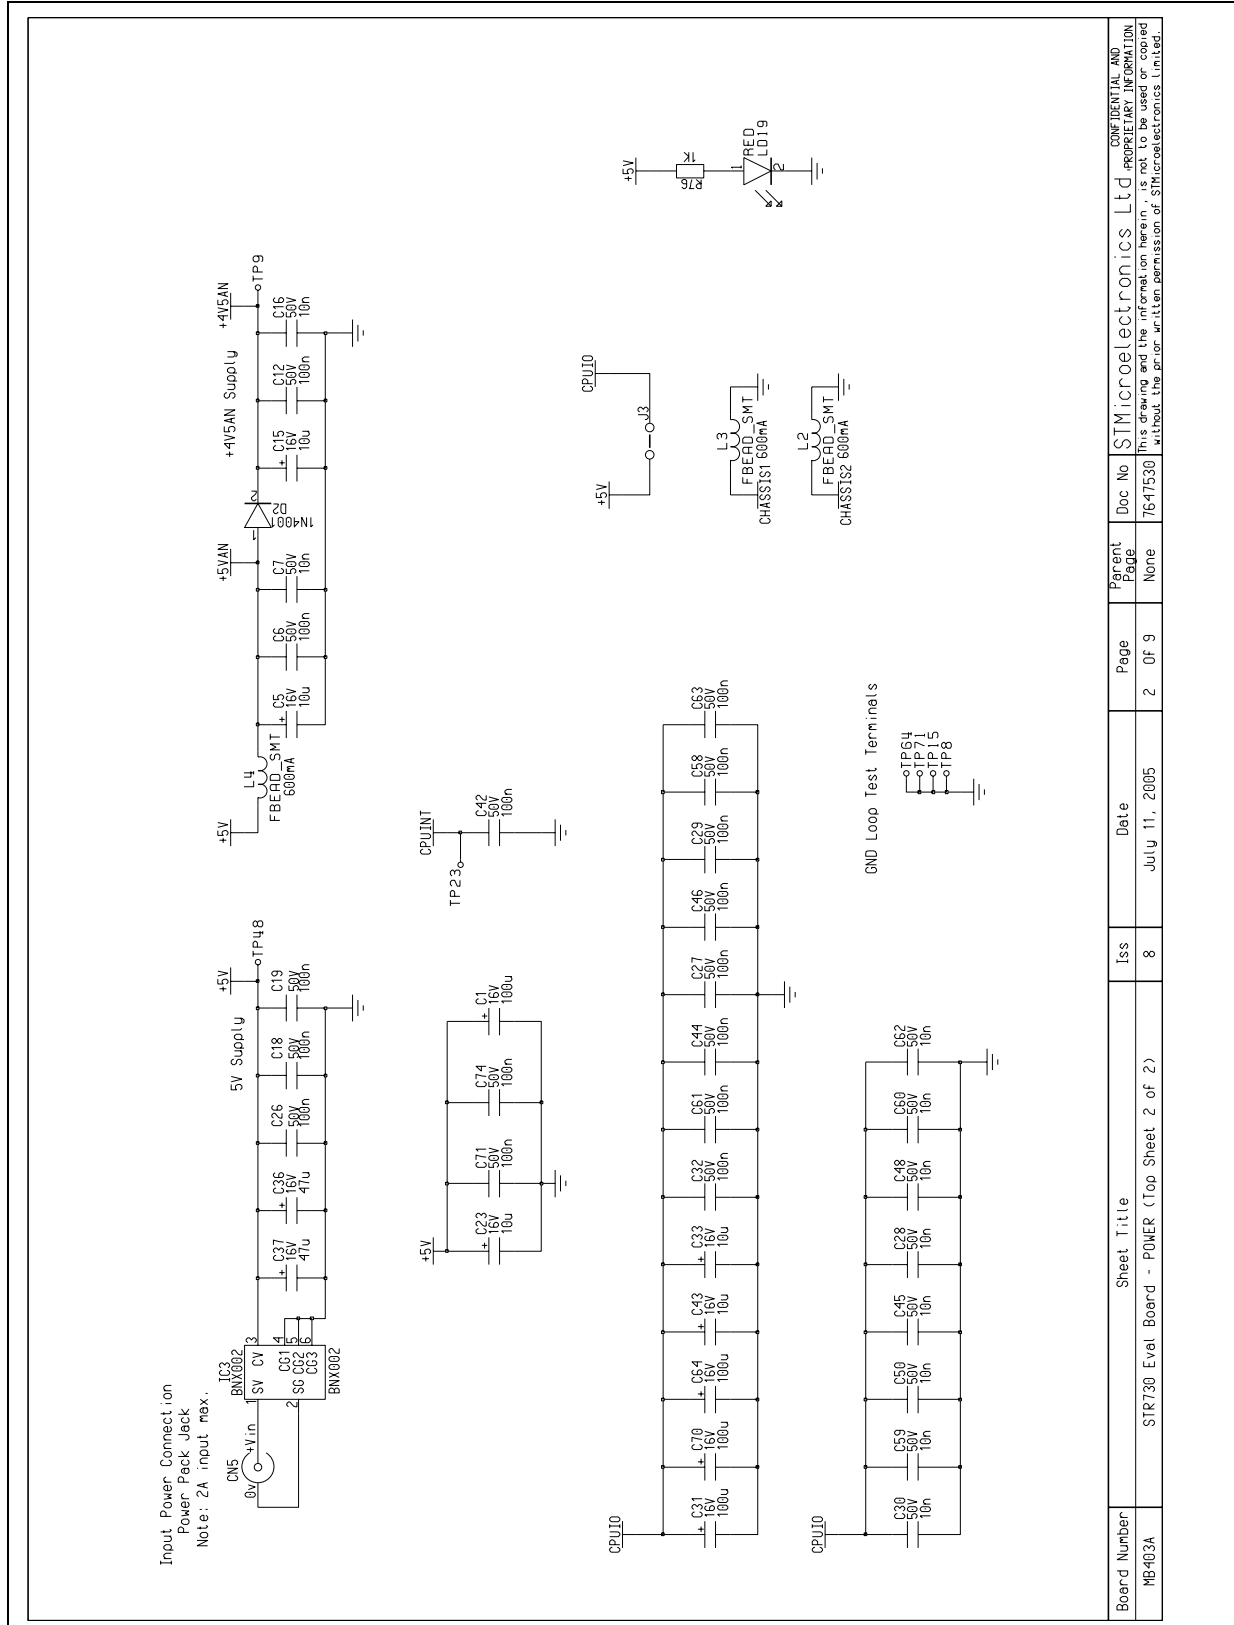 Input Power Connection
Power Pack Jack
Note: 2A input max.
CN5
0v
+Vin
IC3
BNX002
1
SV
CV
3
2
SG
CG1
4
CG2
5
CG3
6
BNX002
5V Supply
C37
16V
47u
C36
16V
47u
C26
50V
100n
C18
50V
100n
C19
50V
100n
+5V
TP48
+5V
L4
FBEAD_SMT
600mA
C5
16V
10u
C6
50V
100n
C7
50V
10n
+5VAN
1
2
D2
1N4001
+4V5AN Supply
C15
16V
10u
C12
50V
100n
C16
50V
10n
+4V5AN
TP9
+5V
C23
16V
10u
C71
50V
100n
C74
50V
100n
C1
16V
100u
CPUINT
TP23
C42
50V
100n
CPUIO
C31
16V
100u
C70
16V
100u
C64
16V
100u
C43
16V
10u
C33
16V
10u
C32
50V
100n
C61
50V
100n
C44
50V
100n
C27
50V
100n
C46
50V
100n
C29
50V
100n
C58
50V
100n
C63
50V
100n
+5V
J3
CPUIO
+5V
R76
1K
1
RED
LD19
2
L3
FBEAD_SMT
CHASSIS1 600mA
L2
FBEAD_SMT
CHASSIS2 600mA
CPUIO
C30
50V
10n
C59
50V
10n
C50
50V
10n
C45
50V
10n
C28
50V
10n
C48
50V
10n
C60
50V
10n
C62
50V
10n
GND Loop Test Terminals
TP64
TP71
TP15
TP8
Board Number
MB403A
Sheet Title
STR730 Eval Board - POWER (Top Sheet 2 of 2)
Iss
8
Date
July 11, 2005
Page
2 Of 9
Parent
Page
None
Doc No
7647530
STMicroelectronics Ltd.
CONFIDENTIAL AND
PROPRIETARY INFORMATION
This drawing and the information herein , is not to be used or copied
without the prior written permission of STMicroelectronics limited.